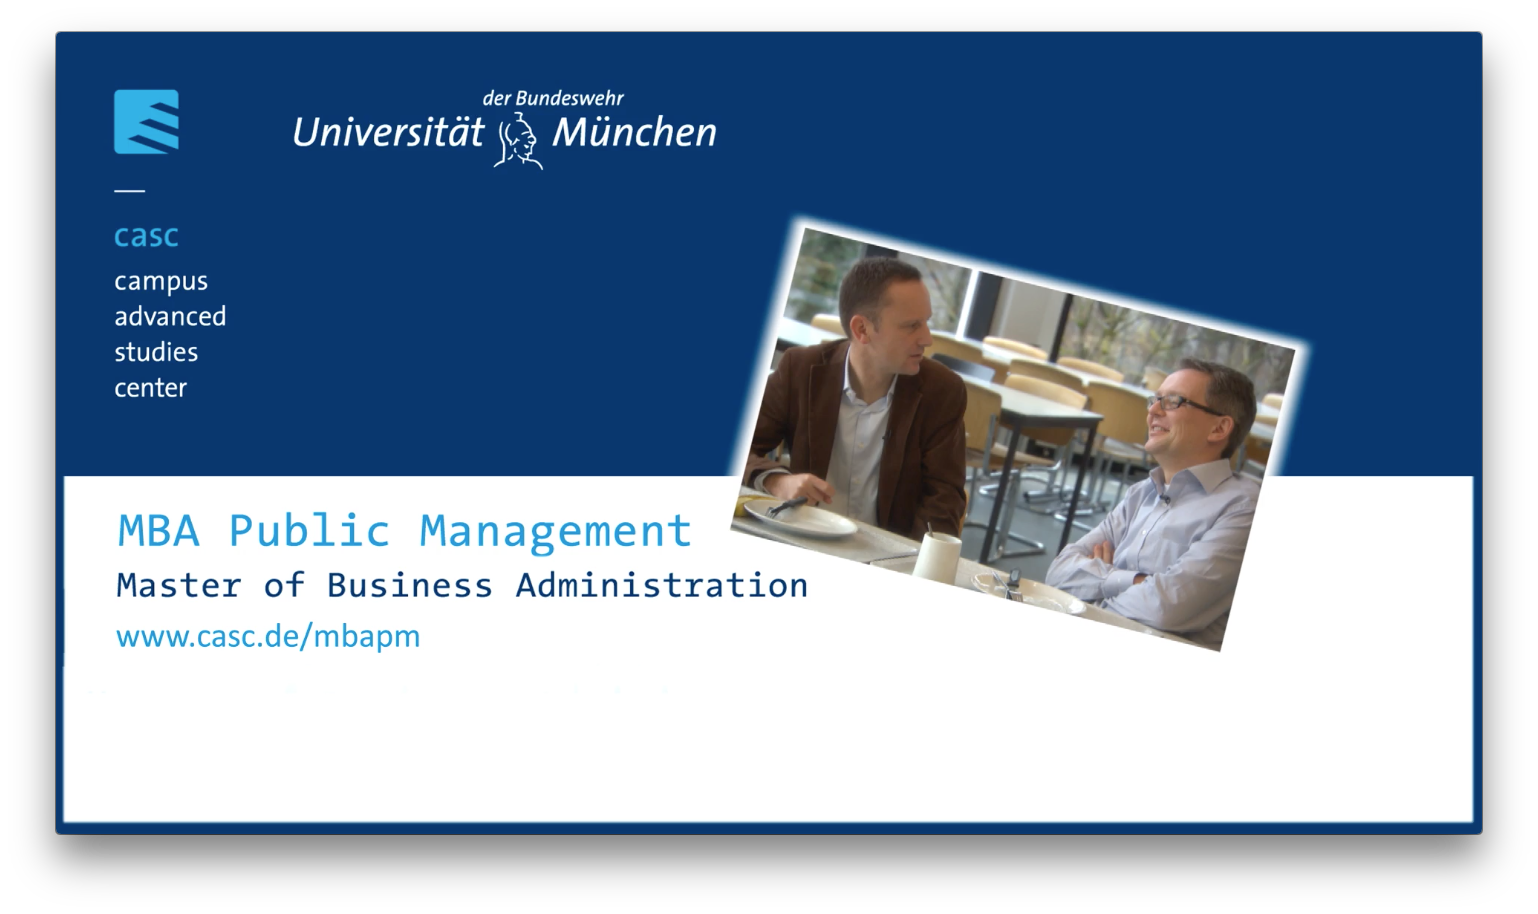 der Bundeswehr
Universität München
casc
campus
advanced
studies
center
MBA Public Management
Master of Business Administration
www.casc.de/mbapm